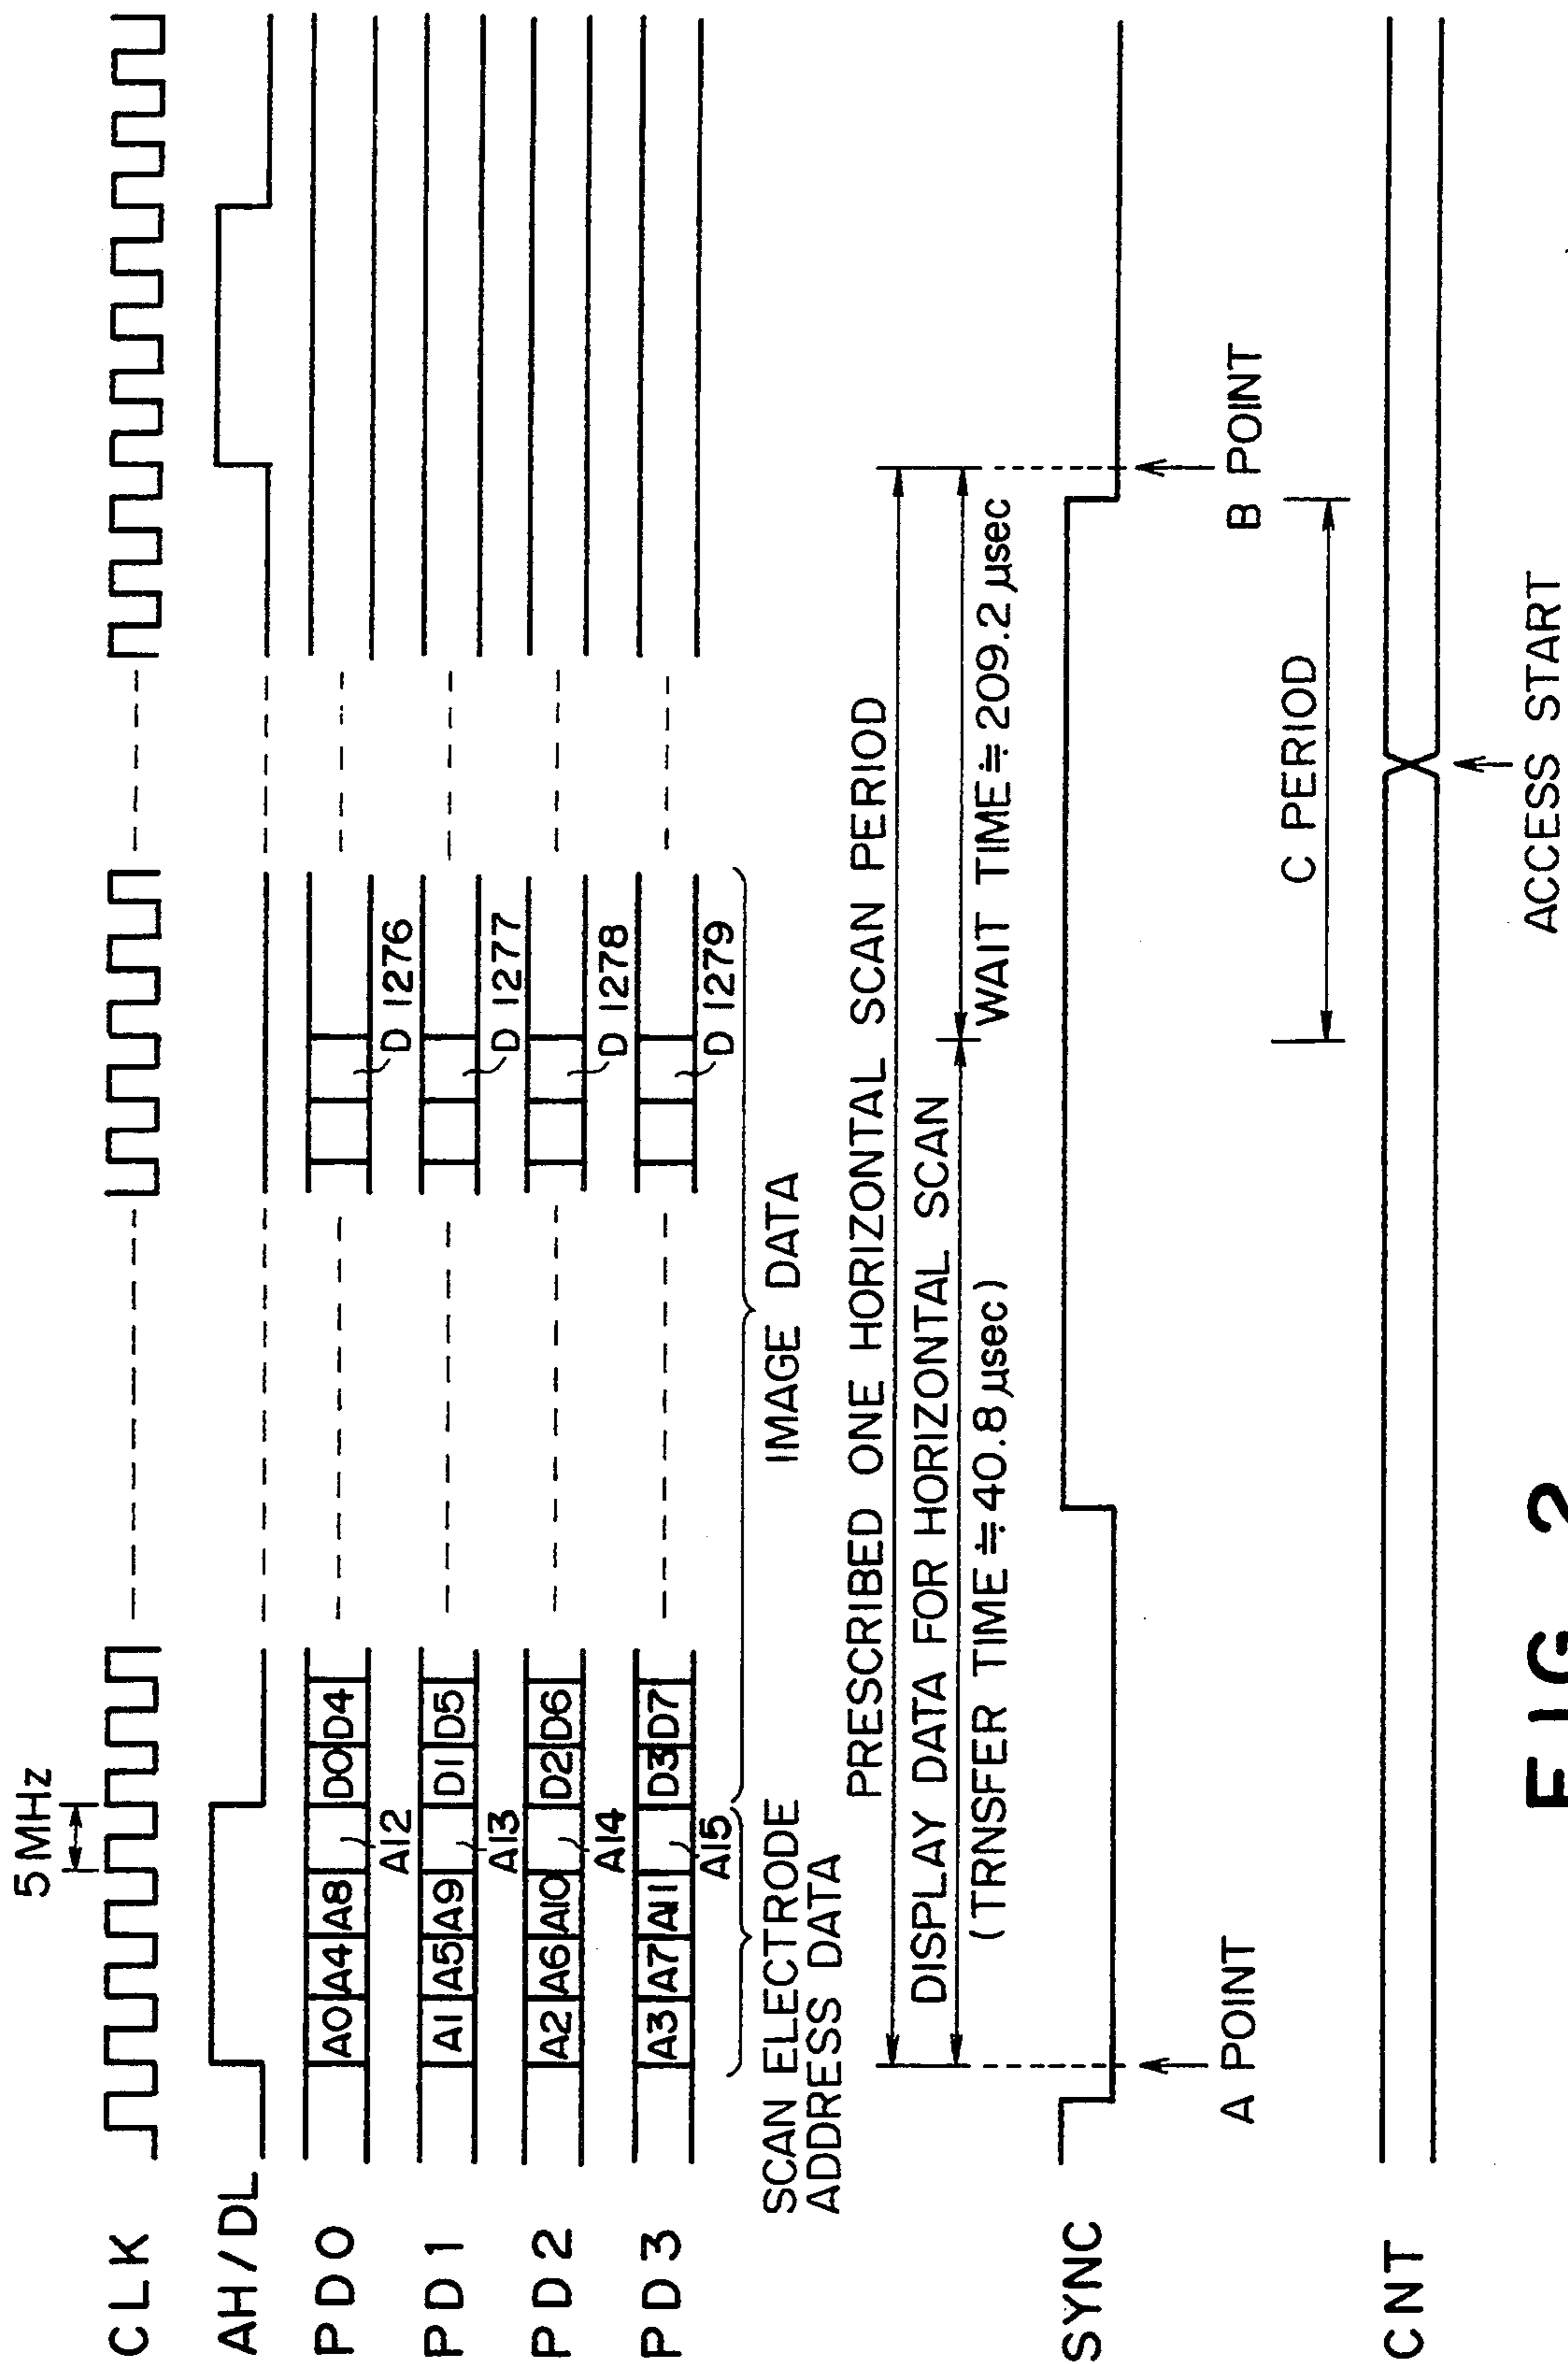 5 MHz
CLK
AH/DL
PD0
A0 A4 A8 D0 D4
A12
D 1276
PD1
A1 A5 A9 D1 D5
A13
D 1277
PD2
A2 A6 A10 D2 D6
A14
D 1278
PD3
A3 A7 A11 D3 D7
A15
D 1279
SCAN ELECTRODE
ADDRESS DATA
IMAGE DATA
PRESCRIBED ONE HORIZONTAL SCAN PERIOD
DISPLAY DATA FOR HORIZONTAL SCAN
(TRNSFER TIME ≒ 40.8 μsec)
WAIT TIME ≒ 209.2 μsec
SYNC
A POINT
B POINT
C PERIOD
CNT
ACCESS START
FIG. 2